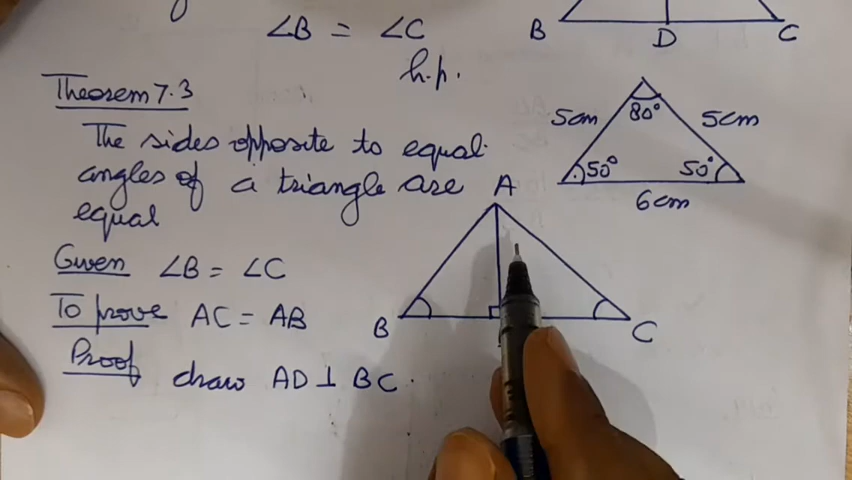 ∠B = ∠C
B D C
h.p.
Theorem 7.3
The sides opposite to equal
angles of a triangle are
equal
5cm 80° 5cm
50° 50°
6cm
Given ∠B = ∠C
To prove AC = AB
Proof draw AD ⊥ BC.
A
B C